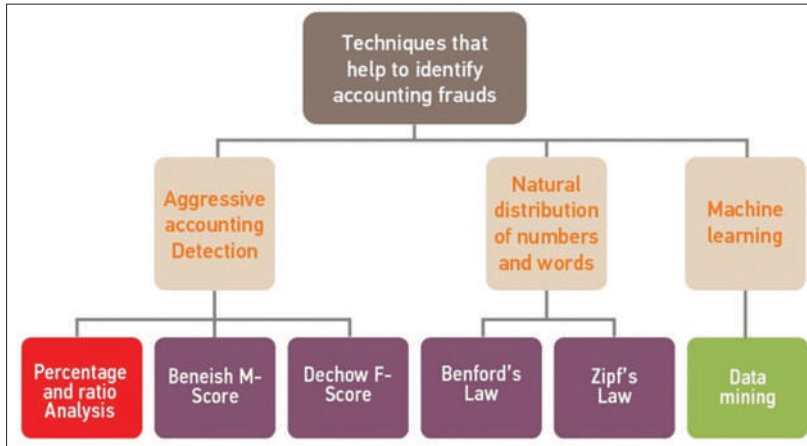 Techniques that
help to identify
accounting frauds
Aggressive
accounting
Detection
Natural
distribution
of numbers
and words
Machine
learning
Percentage
and ratio
Analysis
Beneish M-
Score
Dechow F-
Score
Benford's
Law
Zipf's
Law
Data
mining